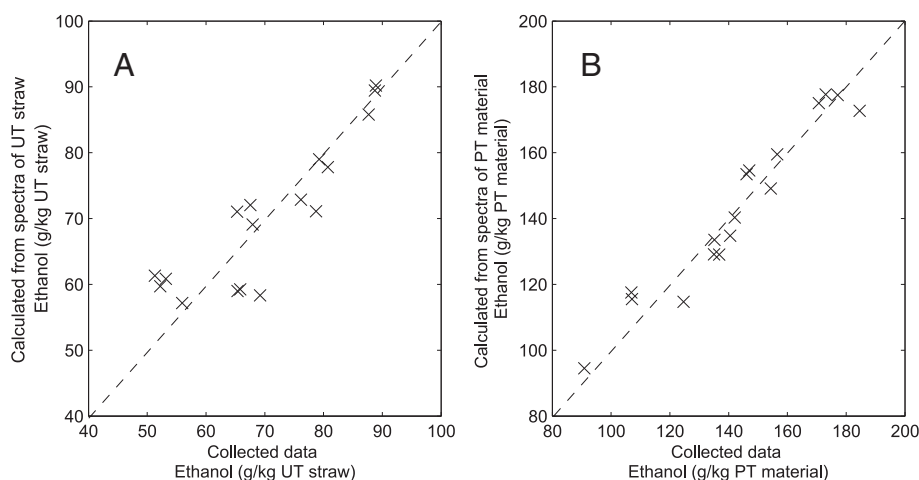 A
100
90
80
70
60
50
40
40 50 60 70 80 90 100
Calculated from spectra of UT straw
Ethanol (g/kg UT straw)
Collected data
Ethanol (g/kg UT straw)
B
200
180
160
140
120
100
80
80 100 120 140 160 180 200
Calculated from spectra of PT material
Ethanol (g/kg PT material)
Collected data
Ethanol (g/kg PT material)